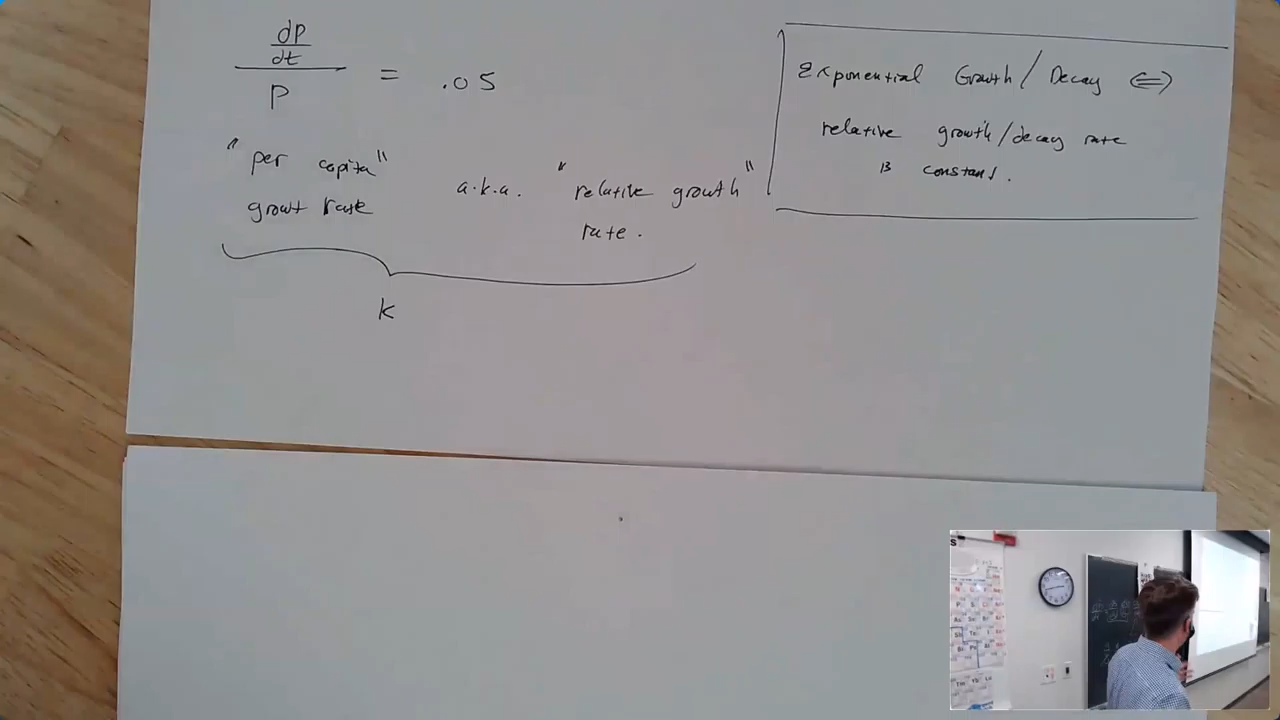 dP
dt
P
= .05
"per capita"
growt rate
a.k.a. "relative growth"
rate.
k
Exponential Growth/Decay ⟺
relative growth/decay rate
is constant.